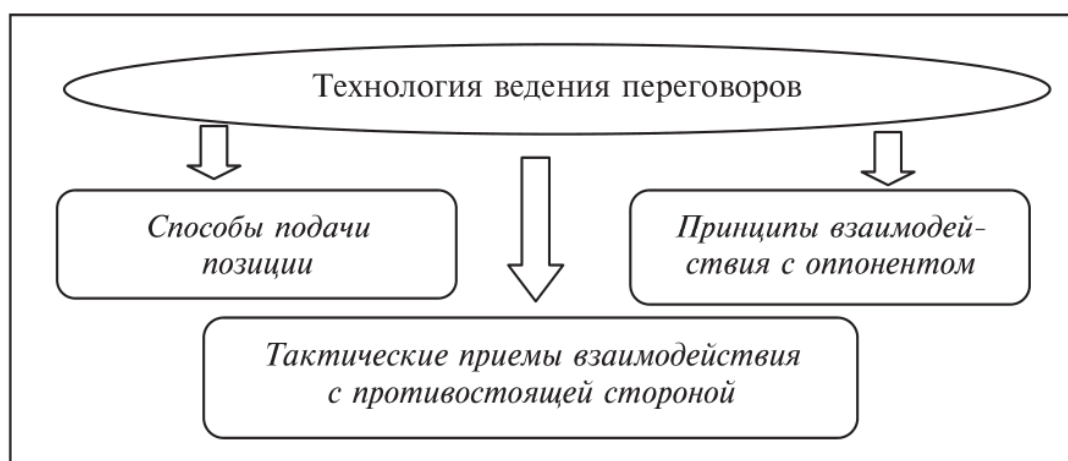 Технология ведения переговоров
Способы подачи
позиции
Принципы взаимодей-
ствия с оппонентом
Тактические приемы взаимодействия
с противостоящей стороной